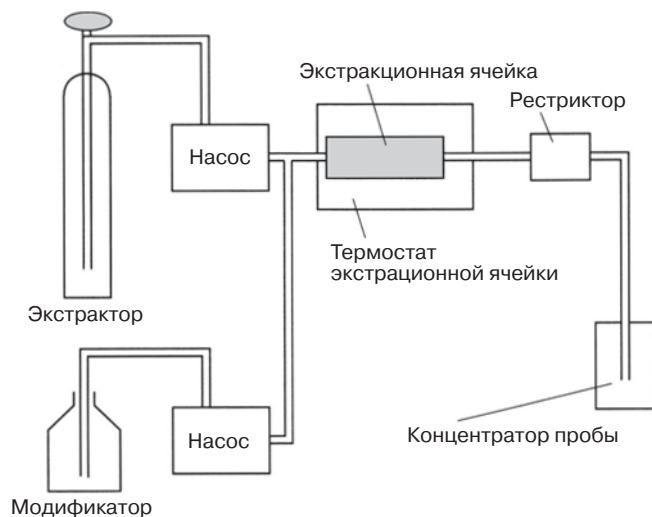 Экстракционная ячейка
Рестриктор
Насос
Термостат
экстрационной ячейки
Экстрактор
Насос
Концентратор пробы
Модификатор